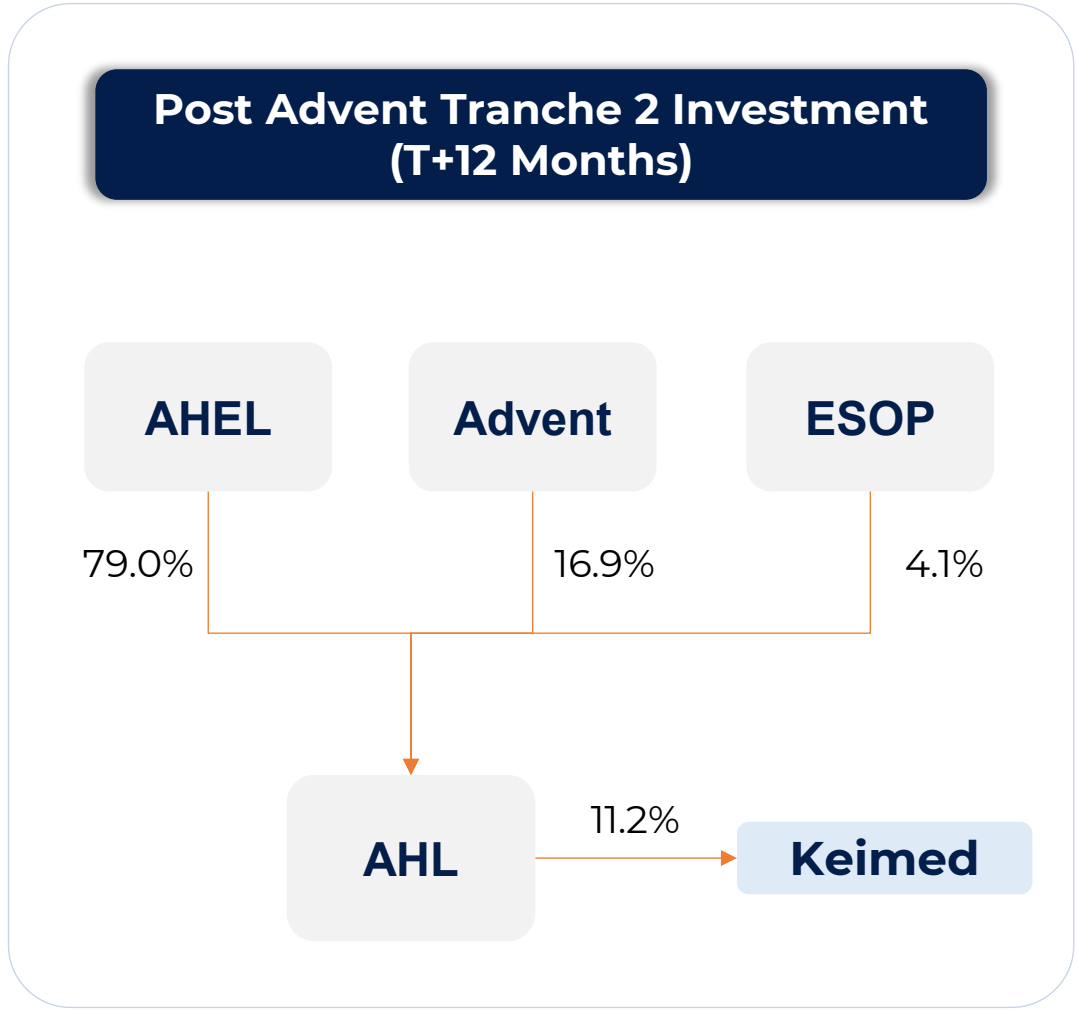 Post Advent Tranche 2 Investment
(T+12 Months)
AHEL
Advent
ESOP
79.0%
16.9%
4.1%
AHL
11.2%
Keimed